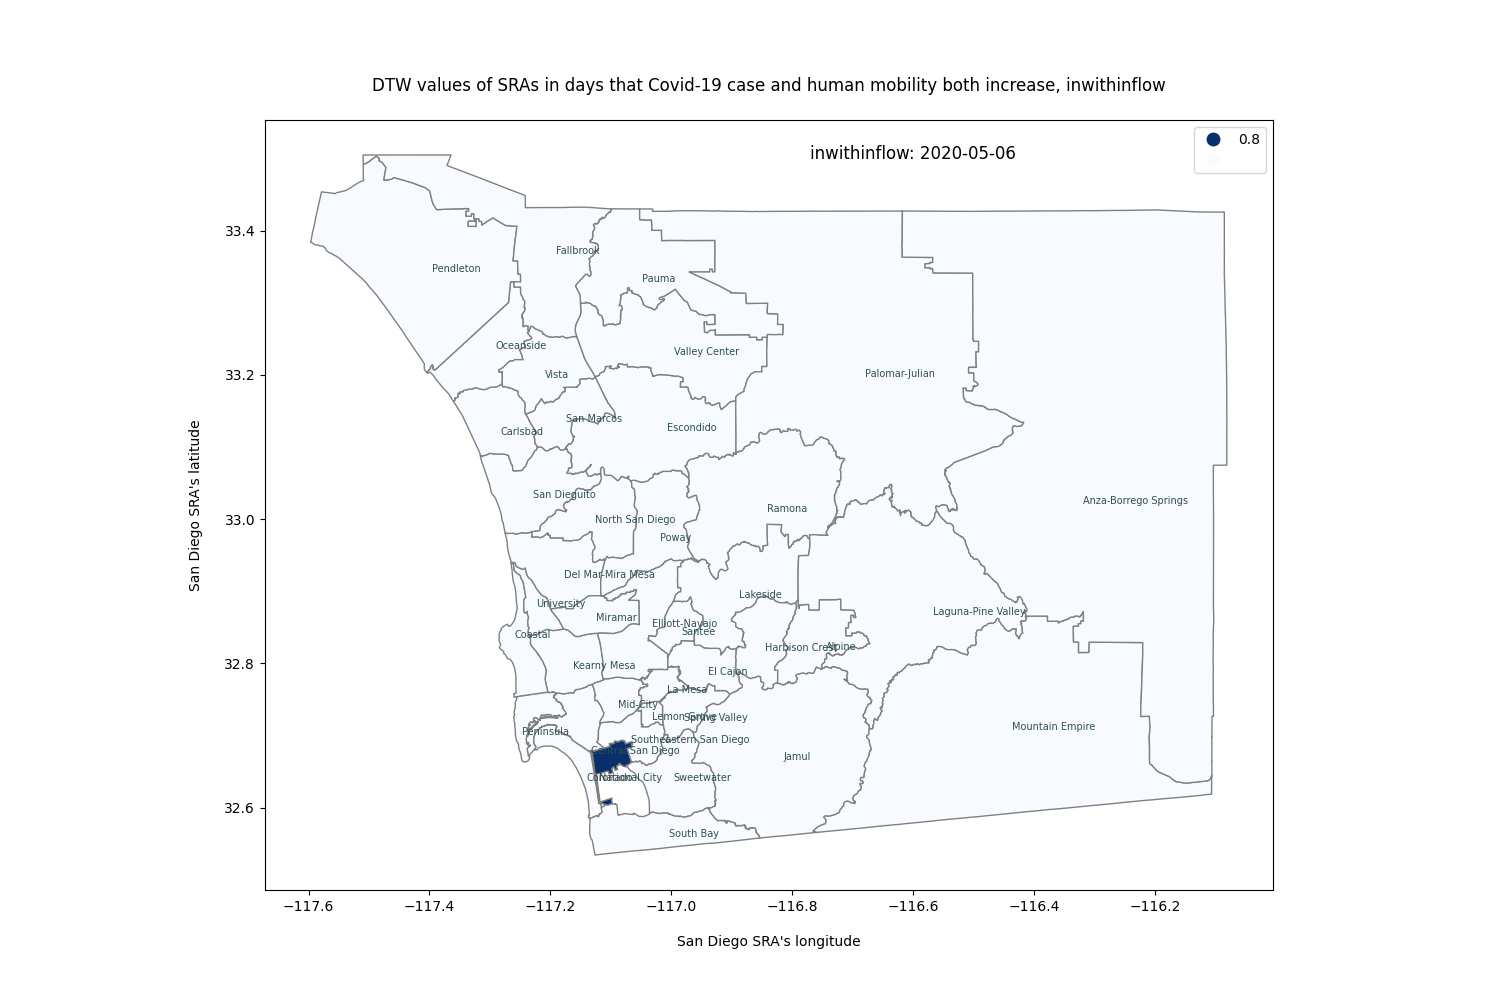 DTW values of SRAs in days that Covid-19 case and human mobility both increase, inwithinflow
inwithinflow: 2020-05-06
0.8
San Diego SRA's latitude
33.4
33.2
33.0
32.8
32.6
Fallbrook
Pendleton
Pauma
Oceanside
Valley Center
Vista
Palomar-Julian
San Marcos
Carlsbad
Escondido
San Dieguito
Anza-Borrego Springs
Ramona
North San Diego
Poway
Del Mar-Mira Mesa
Lakeside
University
Miramar
Laguna-Pine Valley
Elliott-Navajo
Santee
Coastal
Harbison Crest
Alpine
Kearny Mesa
El Cajon
La Mesa
Mid-City
Lemon Grove
Spring Valley
Peninsula
Mountain Empire
Southeastern San Diego
Central San Diego
Jamul
Coronado
National City
Sweetwater
South Bay
−117.6
−117.4
−117.2
−117.0
−116.8
−116.6
−116.4
−116.2
San Diego SRA's longitude